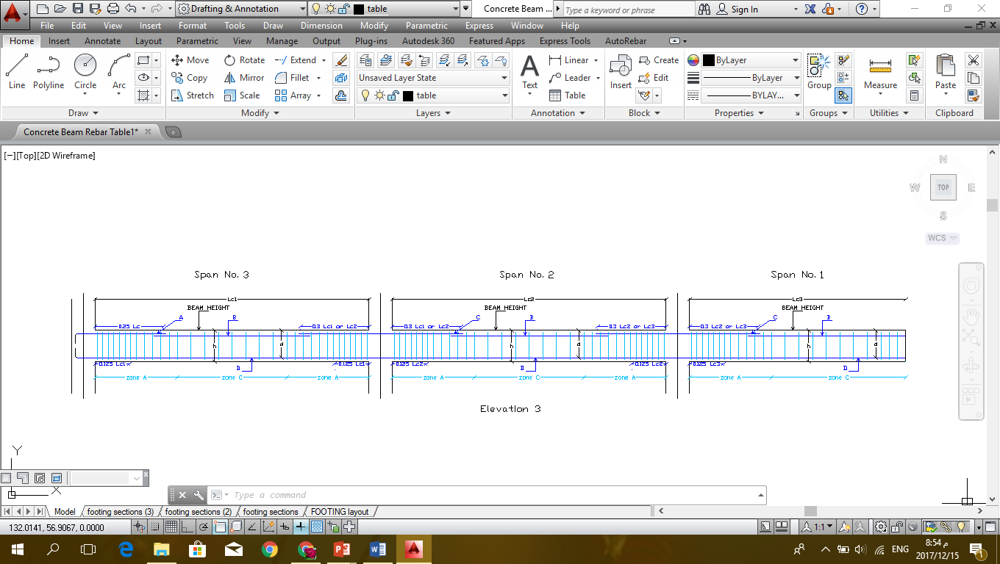 Drafting & Annotation table Concrete Beam ... Type a keyword or phrase Sign In
File Edit View Insert Format Tools Draw Dimension Modify Parametric Express Window Help
Home Insert Annotate Layout Parametric View Manage Output Plug-ins Autodesk 360 Featured Apps Express Tools AutoRebar
Move Rotate Extend Linear Create ByLayer
Copy Mirror Fillet Unsaved Layer State Leader Edit ByLayer
Line Polyline Circle Arc Text Insert Group Measure Paste
Stretch Scale Array table Table BYLAY...
Draw Modify Layers Annotation Block Properties Groups Utilities Clipboard
Concrete Beam Rebar Table1*
[−][Top][2D Wireframe]
N
W TOP E
S
WCS
Span No. 3 Span No. 2 Span No. 1
Lc1 Lc2 Lc3
BEAM HEIGHT BEAM HEIGHT BEAM HEIGHT
A B C B C B
0.25 Lc 0.3 Lc1 or Lc2 0.3 Lc1 or Lc2 0.3 Lc2 or Lc3 0.3 Lc2 or Lc3
h d h d h d
0.125 Lc1 D 0.125 Lc1 0.125 Lc2 D 0.125 Lc2 0.125 Lc3 D
zone A zone C zone A zone A zone C zone A zone A zone C
Elevation 3
Y
X
Type a command
Model footing sections (3) footing sections (2) footing sections FOOTING layout
132.0141, 56.9067, 0.0000 1:1
8:54 م
ENG
2017/12/15
1